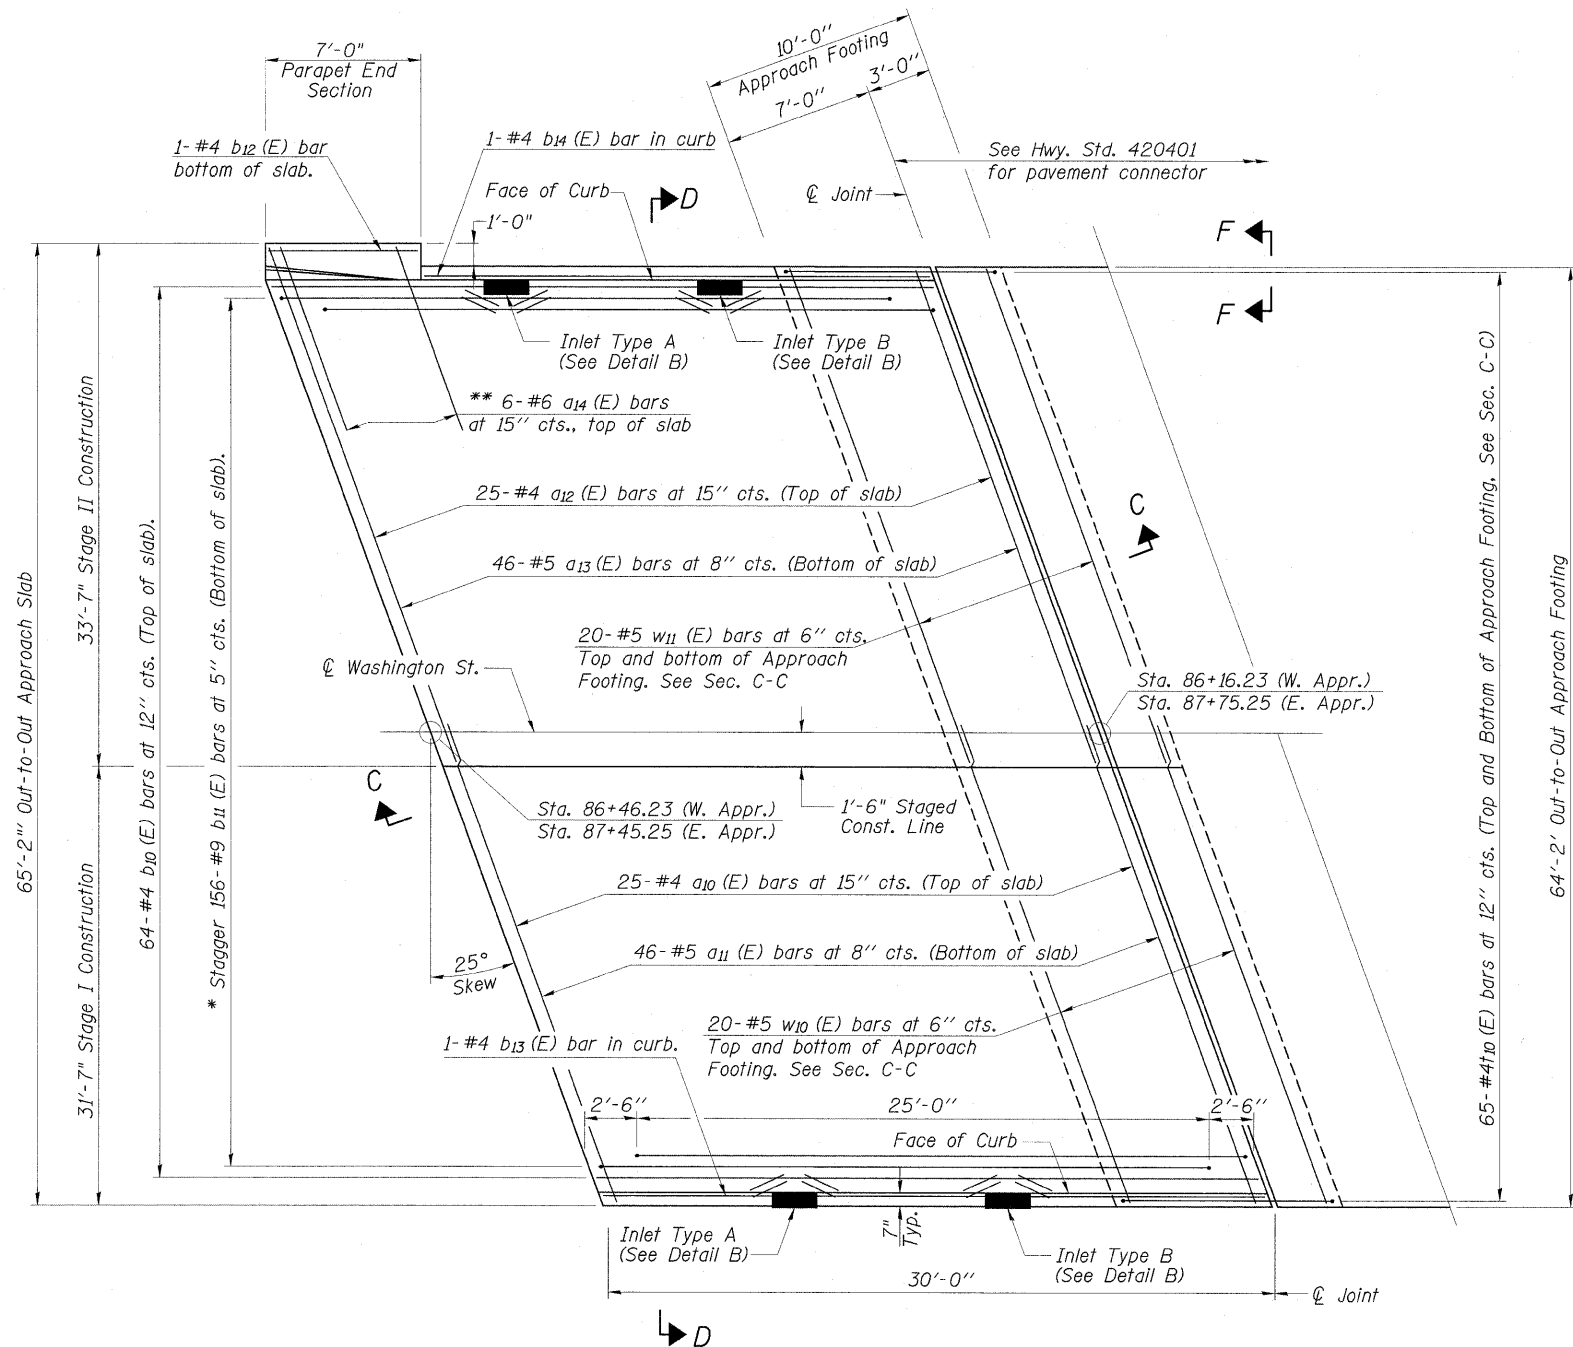 7'-0"
Parapet End
Section
10'-0''
Approach Footing
3'-0''
7'-0''
1-#4 b12 (E) bar
bottom of slab.
1-#4 b14 (E) bar in curb
Face of Curb
D
1'-0"
℄ Joint
See Hwy. Std. 420401
for pavement connector
F
F
Inlet Type A
(See Detail B)
Inlet Type B
(See Detail B)
** 6-#6 a14 (E) bars
at 15'' cts., top of slab
25-#4 a12 (E) bars at 15'' cts. (Top of slab)
46-#5 a13 (E) bars at 8'' cts. (Bottom of slab)
C
20-#5 w11 (E) bars at 6'' cts.
Top and bottom of Approach
Footing. See Sec. C-C
℄ Washington St.
Sta. 86+16.23 (W. Appr.)
Sta. 87+75.25 (E. Appr.)
C
Sta. 86+46.23 (W. Appr.)
Sta. 87+45.25 (E. Appr.)
1'-6" Staged
Const. Line
25-#4 a10 (E) bars at 15'' cts. (Top of slab)
46-#5 a11 (E) bars at 8'' cts. (Bottom of slab)
25°
Skew
20-#5 w10 (E) bars at 6'' cts.
Top and bottom of Approach
Footing. See Sec. C-C
1-#4 b13 (E) bar in curb.
2'-6''
25'-0''
2'-6''
Face of Curb
7"
Typ.
Inlet Type A
(See Detail B)
Inlet Type B
(See Detail B)
30'-0''
℄ Joint
D
65'-2"' Out-to-Out Approach Slab
33'-7" Stage II Construction
31'-7" Stage I Construction
64-#4 b10 (E) bars at 12'' cts. (Top of slab).
* Stager 156-#9 b11 (E) bars at 5'' cts. (Bottom of slab).
65-#4t10 (E) bars at 12'' cts. (Top and Bottom of Approach Footing, See Sec. C-C)
64'-2' Out-to-Out Approach Footing